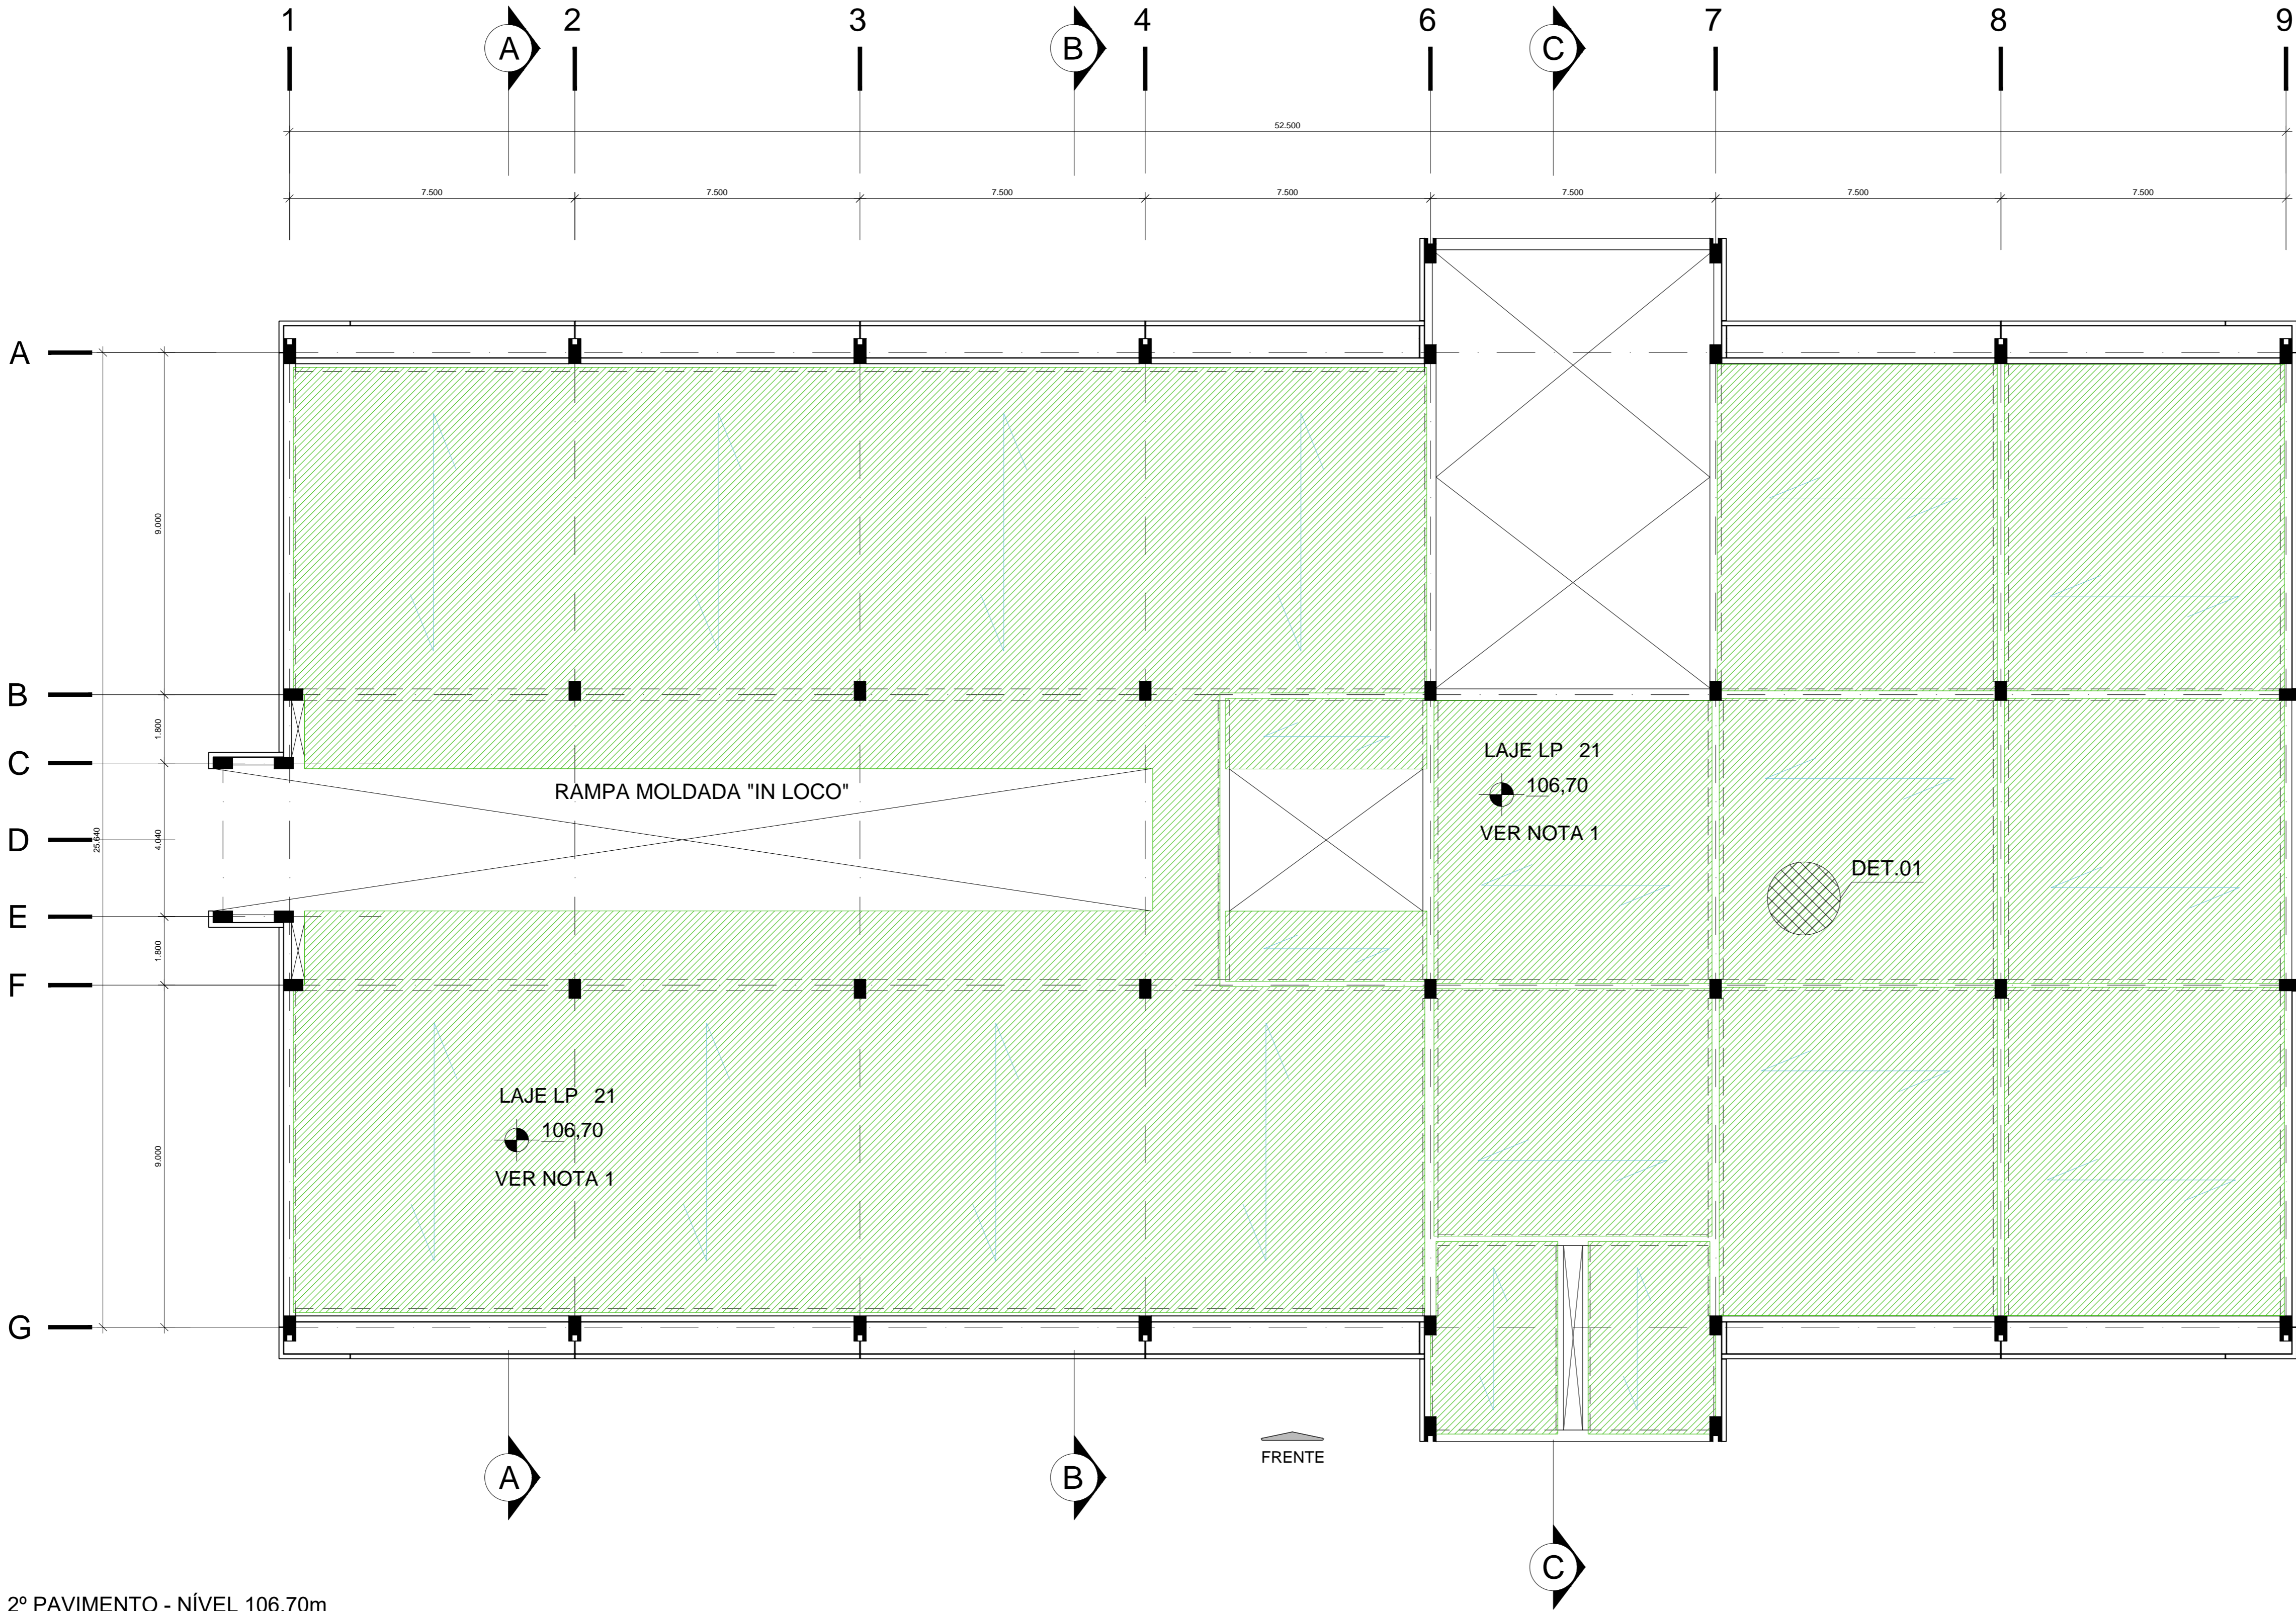 1
A
2
3
B
4
6
C
7
8
9
52.500
7.500
7.500
7.500
7.500
7.500
7.500
7.500
A
9.000
B
1.800
C
LAJE LP 21
106,70
VER NOTA 1
RAMPA MOLDADA "IN LOCO"
D
25.640
4.040
DET.01
E
1.800
F
LAJE LP 21
106,70
VER NOTA 1
9.000
G
FRENTE
A
B
C
2º PAVIMENTO - NÍVEL 106,70m